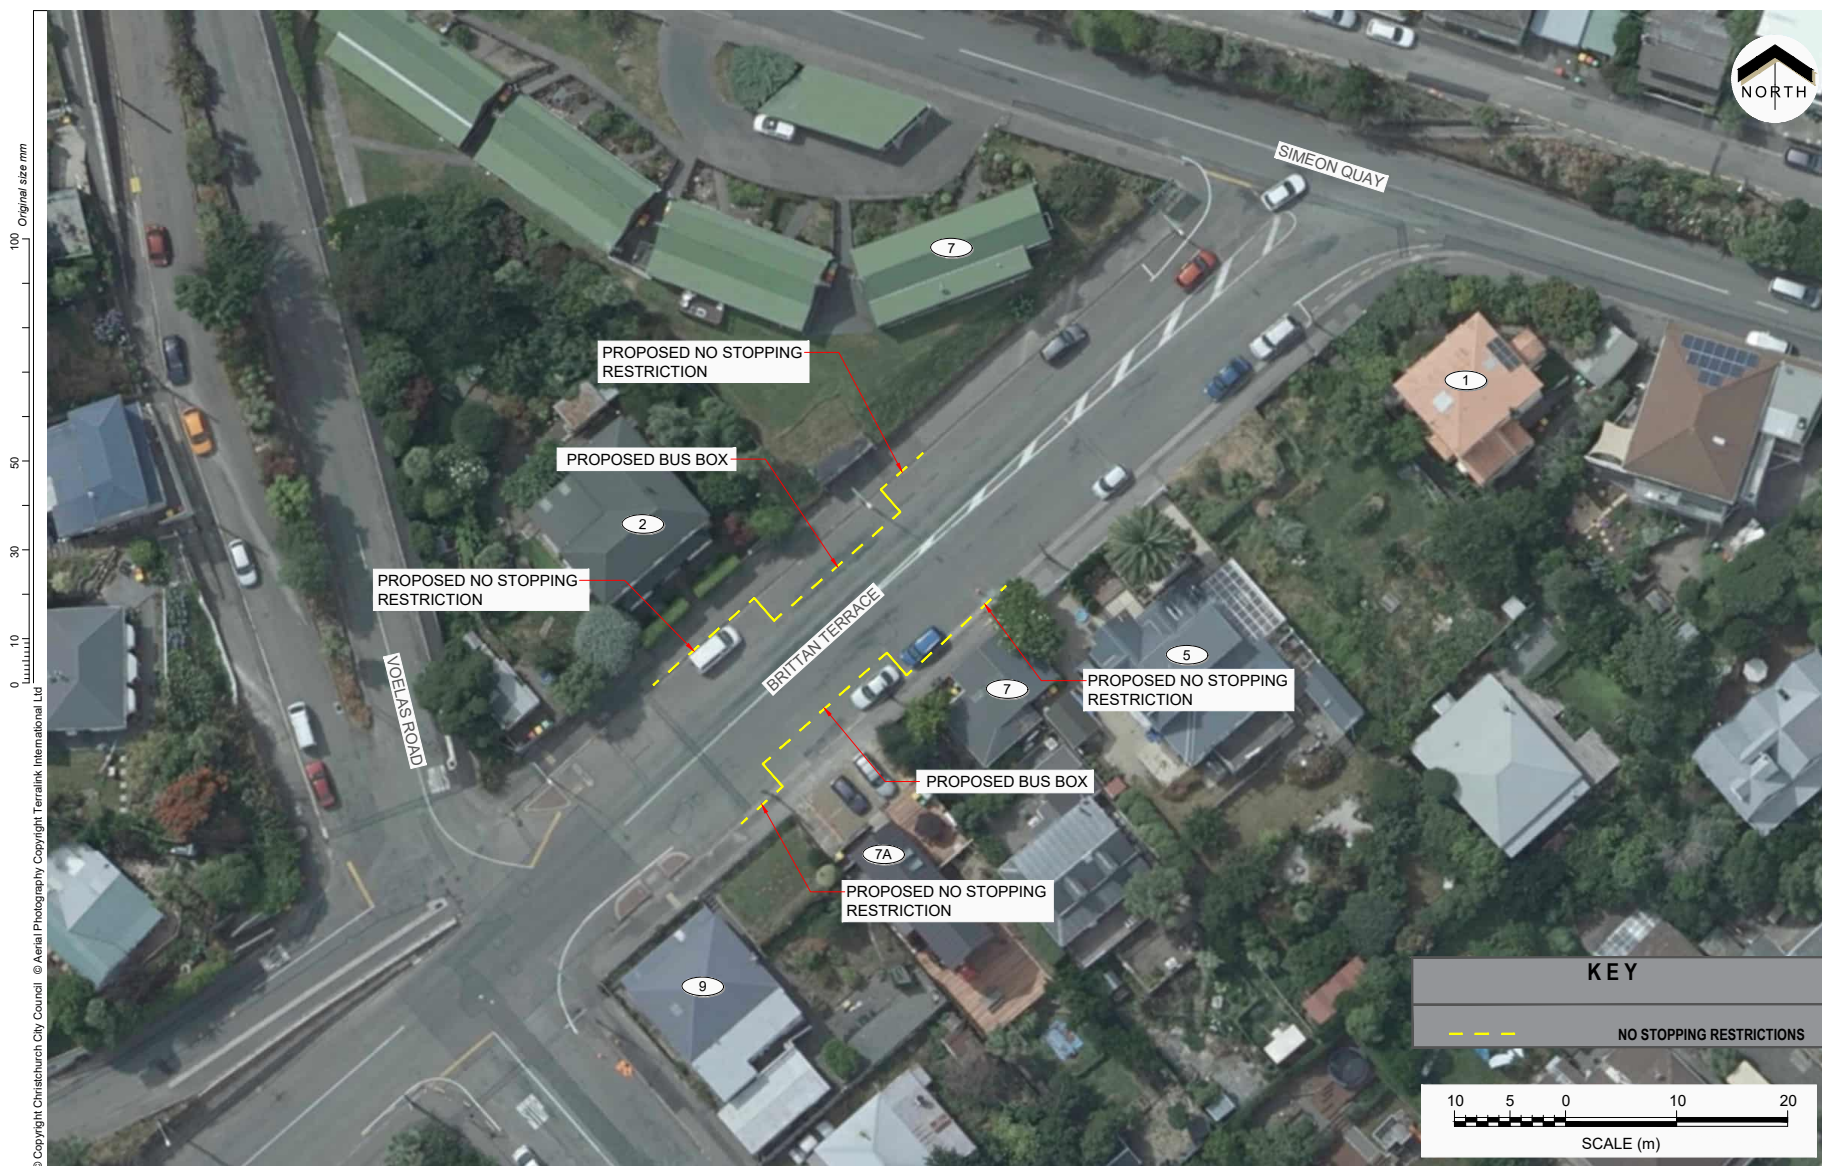 NORTH
SIMEON QUAY
7
PROPOSED NO STOPPING
RESTRICTION
1
PROPOSED BUS BOX
2
PROPOSED NO STOPPING
RESTRICTION
BRITTAN TERRACE
VOELAS ROAD
5
7
PROPOSED NO STOPPING
RESTRICTION
PROPOSED BUS BOX
7A
PROPOSED NO STOPPING
RESTRICTION
9
KEY
NO STOPPING RESTRICTIONS
10 5 0 10 20
SCALE (m)
Original size mm
100
50
30
10
0
© Copyright Christchurch City Council © Aerial Photography Copyright Terralink International Ltd